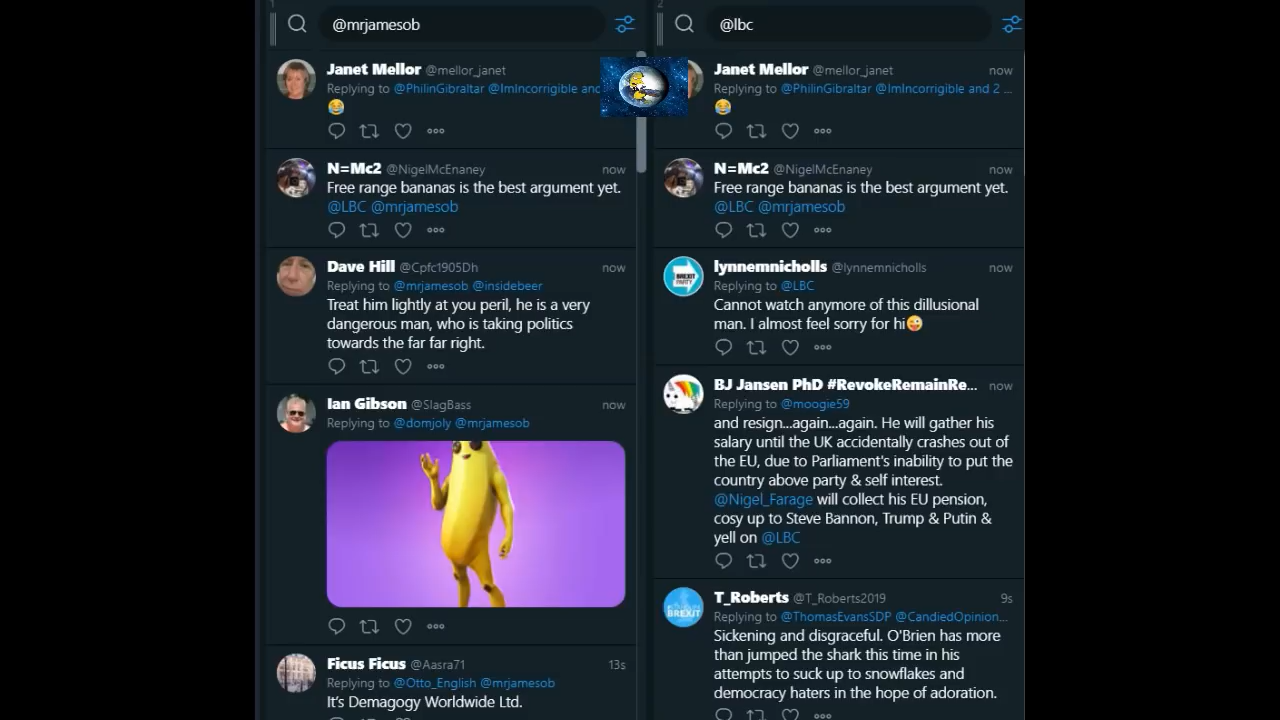 1
@mrjamesob
Janet Mellor @mellor_janet
Replying to @PhilinGibraltar @ImIncorrigible and
N=Mc2 @NigelMcEnaney now
Free range bananas is the best argument yet.
@LBC @mrjamesob
Dave Hill @Cpfc1905Dh now
Replying to @mrjamesob @insidebeer
Treat him lightly at you peril, he is a very
dangerous man, who is taking politics
towards the far far right.
Ian Gibson @SlagBass now
Replying to @domjoly @mrjamesob
Ficus Ficus @Aasra71 13s
Replying to @Otto_English @mrjamesob
It's Demagogy Worldwide Ltd.
2
@lbc
Janet Mellor @mellor_janet now
Replying to @PhilinGibraltar @ImIncorrigible and 2 ...
N=Mc2 @NigelMcEnaney now
Free range bananas is the best argument yet.
@LBC @mrjamesob
lynnemnicholls @lynnemnicholls now
Replying to @LBC
Cannot watch anymore of this dillusional
man. I almost feel sorry for hi
BJ Jansen PhD #RevokeRemainRe... now
Replying to @moogie59
and resign...again...again. He will gather his
salary until the UK accidentally crashes out of
the EU, due to Parliament's inability to put the
country above party & self interest.
@Nigel_Farage will collect his EU pension,
cosy up to Steve Bannon, Trump & Putin &
yell on @LBC
T_Roberts @T_Roberts2019 9s
Replying to @ThomasEvansSDP @CandiedOpinion...
Sickening and disgraceful. O'Brien has more
than jumped the shark this time in his
attempts to suck up to snowflakes and
democracy haters in the hope of adoration.